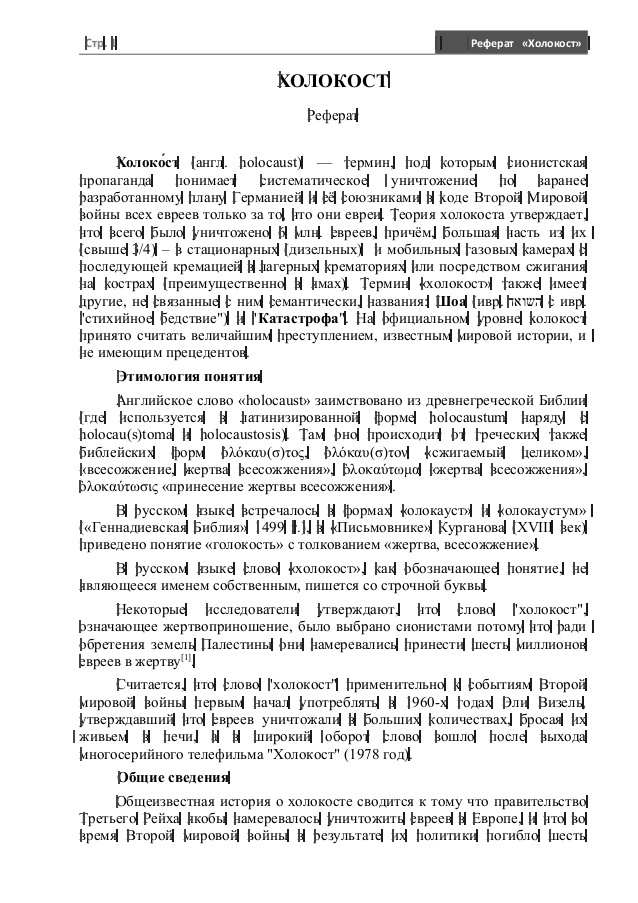 Стр.
Реферат «Холокост»
ХОЛОКОСТ
Реферат
Холоко́ст (англ. holocaust) — термин, под которым сионистская
пропаганда понимает систематическое уничтожение по заранее
разработанному плану Германией и её союзниками в ходе Второй Мировой
войны всех евреев только за то, что они евреи. Теория холокоста утверждает,
что всего было уничтожено 6 млн. евреев, причём, большая часть из их
(свыше 3/4) – в стационарных (дизельных) и мобильных газовых камерах с
последующей кремацией в лагерных крематориях или посредством сжигания
на кострах (преимущественно в ямах). Термин «холокост» также имеет
другие, не связанные с ним семантически, названия: Шоа (ивр. השואה с ивр.
"стихийное бедствие") и "Катастрофа". На официальном уровне холокост
принято считать величайшим преступлением, известным мировой истории, и
не имеющим прецедентов.
Этимология понятия
Английское слово «holocaust» заимствовано из древнегреческой Библии
(где используется в латинизированной форме holocaustum наряду с
holocau(s)toma и holocaustosis). Там оно происходит от греческих также
библейских форм ὁλόκαυ(σ)τος, ὁλόκαυ(σ)τον «сжигаемый целиком»,
«всесожжение, жертва всесожжения», ὁλοκαύτωμα «жертва всесожжения»,
ὁλοκαύτωσις «принесение жертвы всесожжения».
В русском языке встречалось в формах «олокауст» и «олокаустум»
(«Геннадиевская Библия» 1499 г.), в «Письмовнике» Курганова (XVIII век)
приведено понятие «голокость» с толкованием «жертва, всесожжение».
В русском языке слово «холокост», как обозначающее понятие, не
являющееся именем собственным, пишется со строчной буквы.
Некоторые исследователи утверждают, что слово "холокост",
означающее жертвоприношение, было выбрано сионистами потому что ради
обретения земель Палестины они намеревались принести шесть миллионов
евреев в жертву[1].
Считается, что слово "холокост" применительно к событиям Второй
мировой войны первым начал употреблять в 1960-х годах Эли Визель,
утверждавший что евреев уничтожали в больших количествах, бросая их
живьем в печи, а в широкий оборот слово вошло после выхода
многосерийного телефильма "Холокост" (1978 год).
Общие сведения
Общеизвестная история о холокосте сводится к тому что правительство
Третьего Рейха якобы намеревалось уничтожить евреев в Европе, и что во
время Второй мировой войны в результате их политики погибло шесть